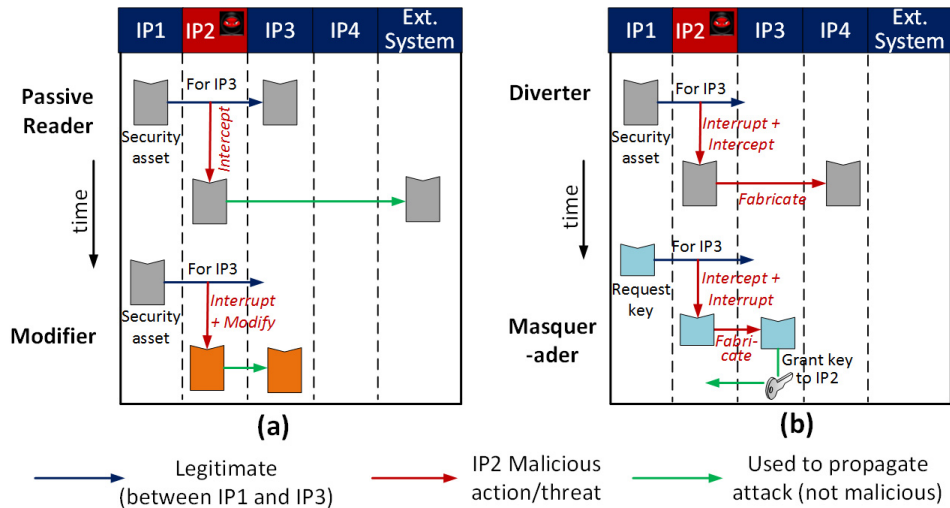 IP1 IP2 IP3 IP4 Ext. System
Passive Reader
For IP3
Security asset
Intercept
time
For IP3
Security asset
Interrupt + Modify
Modifier
(a)
IP1 IP2 IP3 IP4 Ext. System
Diverter
For IP3
Security asset
Interrupt + Intercept
Fabricate
time
For IP3
Request key
Intercept + Interrupt
Masquer-ader
Fabri-cate
Grant key to IP2
(b)
Legitimate
(between IP1 and IP3)
IP2 Malicious
action/threat
Used to propagate
attack (not malicious)